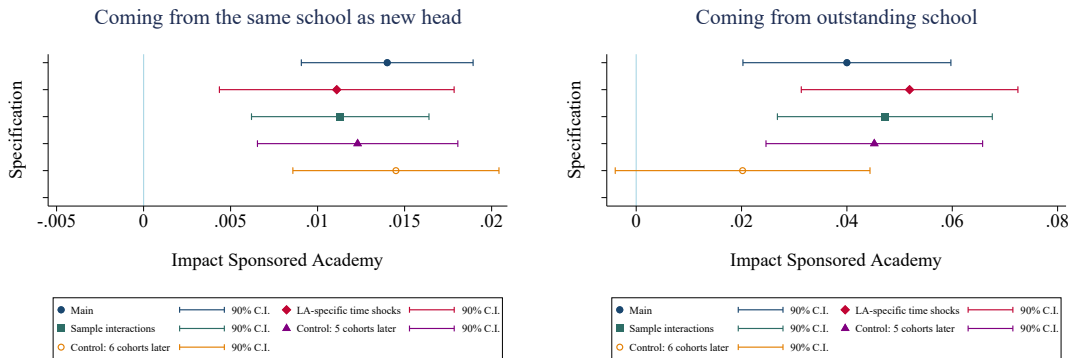 Coming from the same school as new head
Specification
-.005 0 .005 .01 .015 .02
Impact Sponsored Academy
Main 90% C.I. LA-specific time shocks 90% C.I.
Sample interactions 90% C.I. Control: 5 cohorts later 90% C.I.
Control: 6 cohorts later 90% C.I.
Coming from outstanding school
Specification
0 .02 .04 .06 .08
Impact Sponsored Academy
Main 90% C.I. LA-specific time shocks 90% C.I.
Sample interactions 90% C.I. Control: 5 cohorts later 90% C.I.
Control: 6 cohorts later 90% C.I.